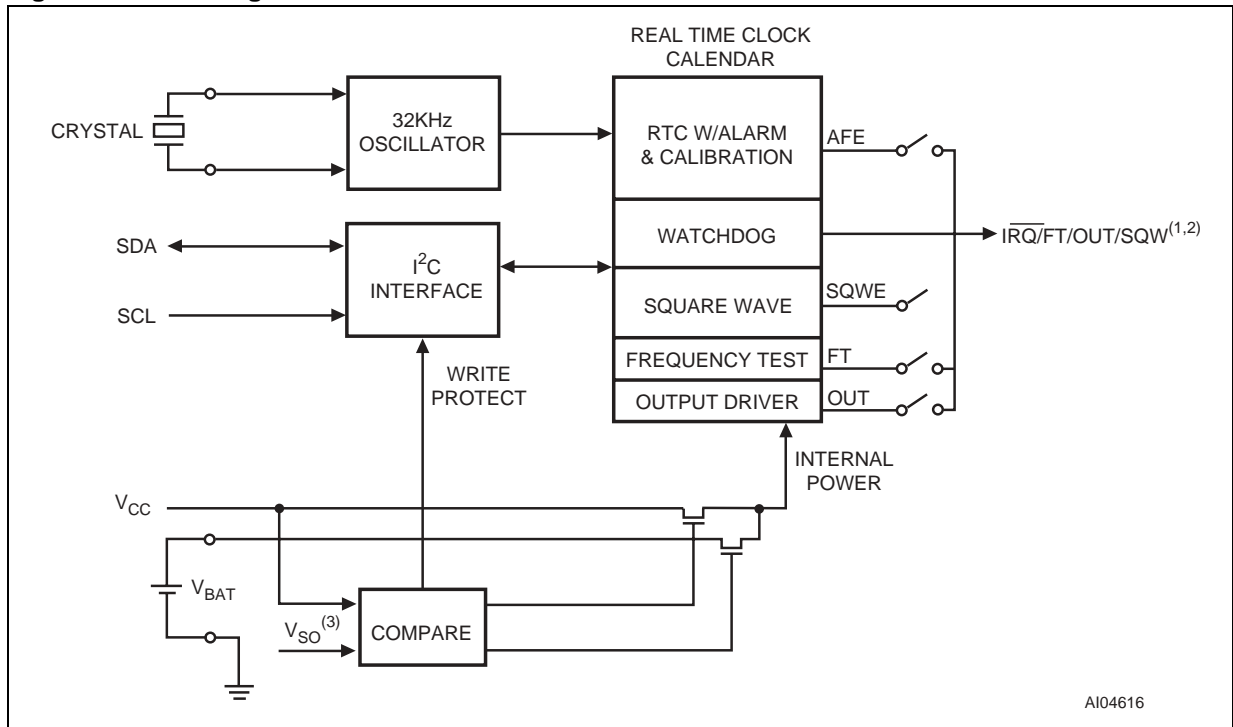 REAL TIME CLOCK
CALENDAR
CRYSTAL
32KHz
OSCILLATOR
RTC W/ALARM
& CALIBRATION
AFE
SDA
SCL
I²C
INTERFACE
WATCHDOG
IRQ/FT/OUT/SQW(1,2)
SQUARE WAVE
SQWE
FREQUENCY TEST
FT
OUTPUT DRIVER
OUT
WRITE
PROTECT
INTERNAL
POWER
VCC
VBAT
VSO(3)
COMPARE
AI04616